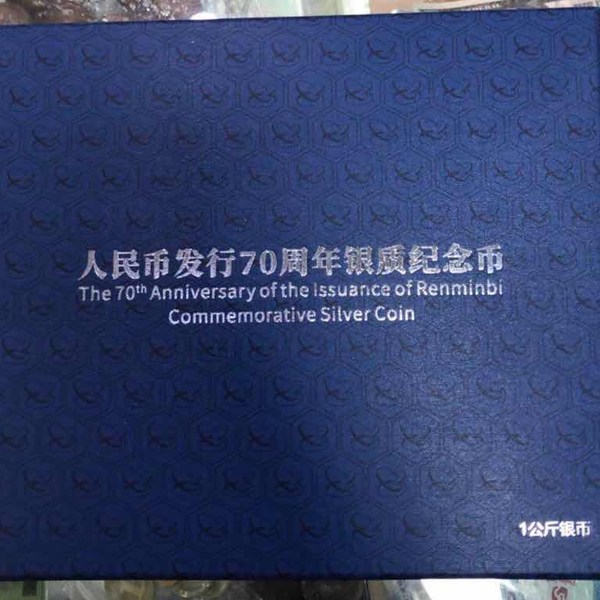 人民币发行70周年银质纪念币
The 70th Anniversary of the Issuance of Renminbi
Commemorative Silver Coin
1公斤银币